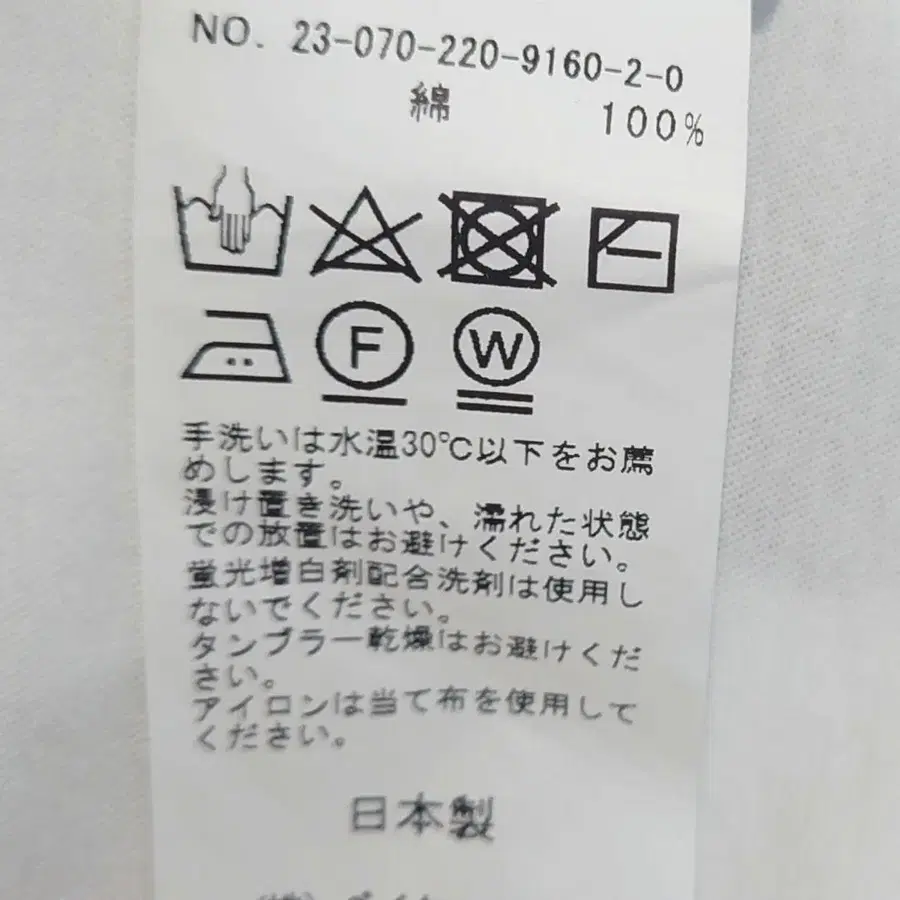 NO. 23-070-220-9160-2-0
綿 100%
F W
手洗いは水温30℃以下をお薦
めします。
浸け置き洗いや、濡れた状態
での放置はお避けください。
蛍光増白剤配合洗剤は使用し
ないでください。
タンブラー乾燥はお避けくだ
さい。
アイロンは当て布を使用して
ください。
日本製